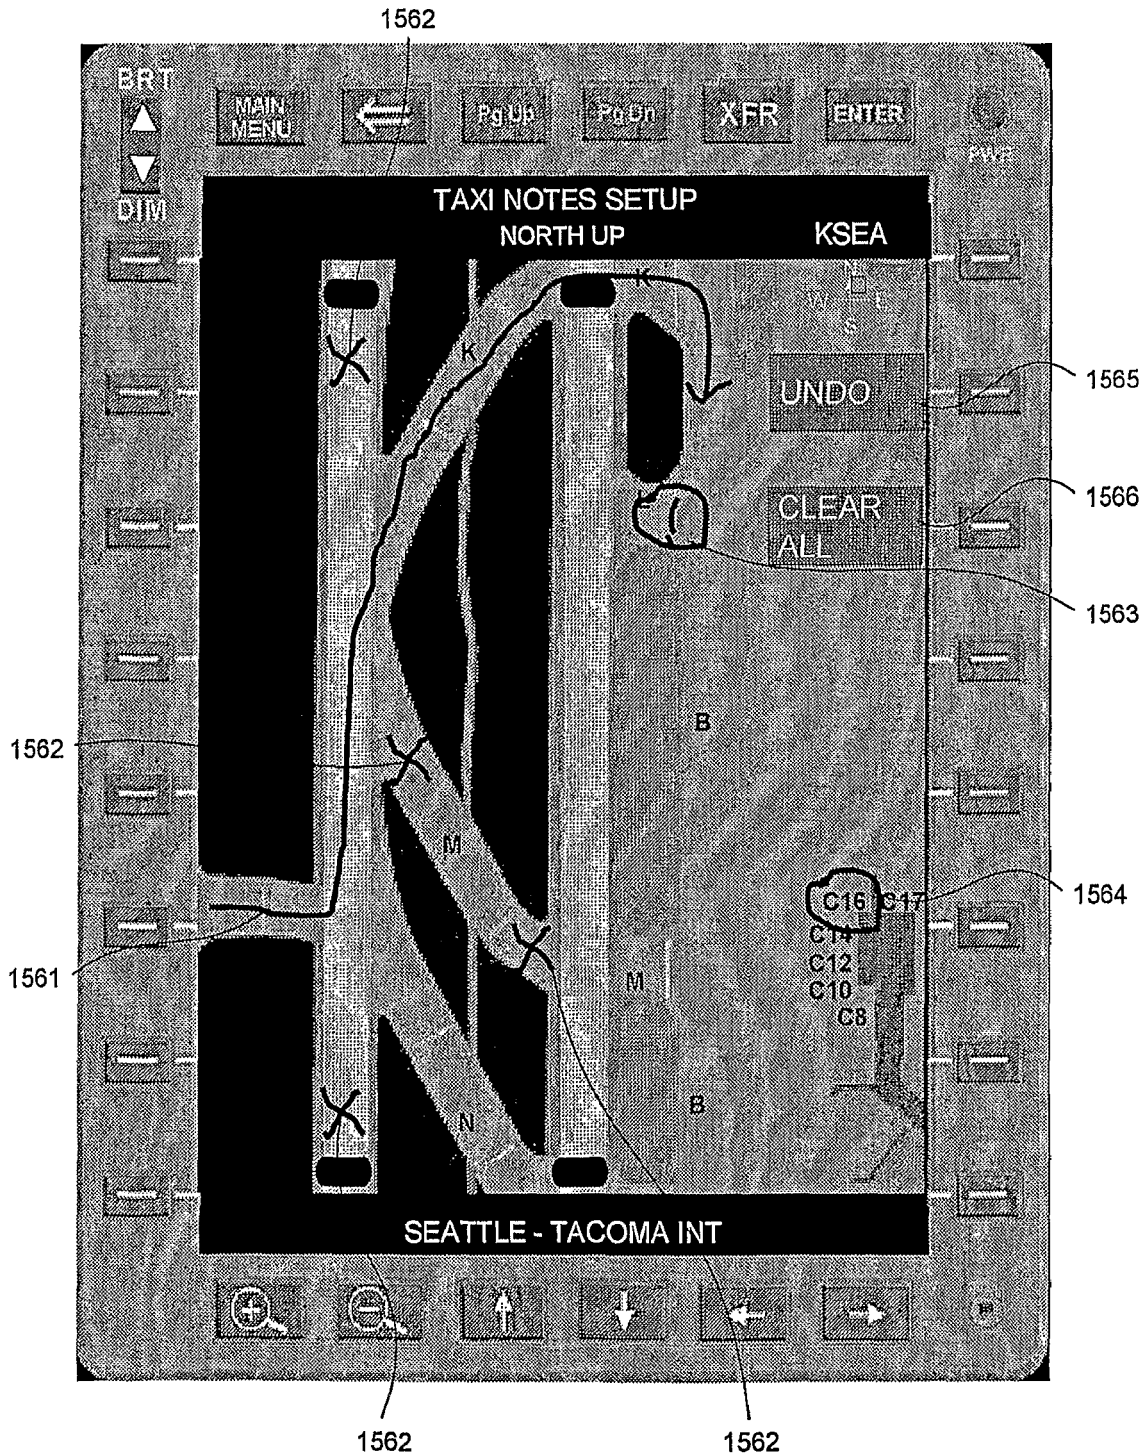 1562
BRT
MAIN MENU
Pg Up
Pg Dn
XFR
ENTER
PWR
DIM
TAXI NOTES SETUP
NORTH UP
KSEA
N
W E
S
K
K
UNDO
1565
CLEAR
ALL
1566
1563
B
1562
M
C16 C17
1564
C14
1561
C12
M
C10
C8
B
N
SEATTLE - TACOMA INT
1562
1562